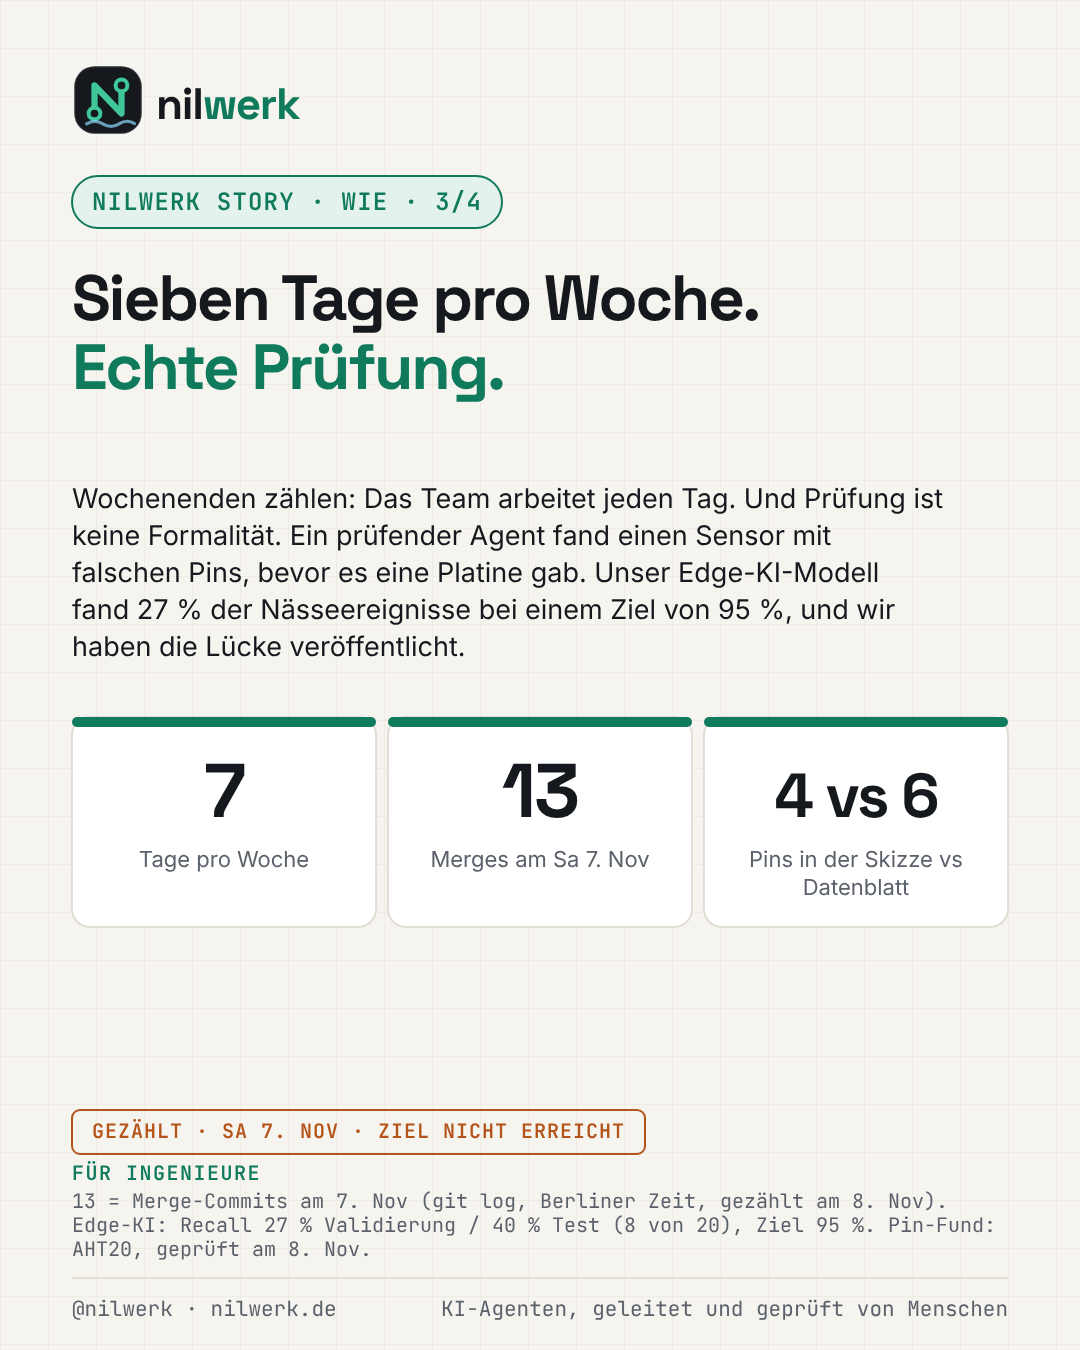 nilwerk
NILWERK STORY · WIE · 3/4
Sieben Tage pro Woche.
Echte Prüfung.
Wochenenden zählen: Das Team arbeitet jeden Tag. Und Prüfung ist
keine Formalität. Ein prüfender Agent fand einen Sensor mit
falschen Pins, bevor es eine Platine gab. Unser Edge-KI-Modell
fand 27 % der Nässeereignisse bei einem Ziel von 95 %, und wir
haben die Lücke veröffentlicht.
7
Tage pro Woche
13
Merges am Sa 7. Nov
4 vs 6
Pins in der Skizze vs
Datenblatt
GEZÄHLT · SA 7. NOV · ZIEL NICHT ERREICHT
FÜR INGENIEURE
13 = Merge-Commits am 7. Nov (git log, Berliner Zeit, gezählt am 8. Nov).
Edge-KI: Recall 27 % Validierung / 40 % Test (8 von 20), Ziel 95 %. Pin-Fund:
AHT20, geprüft am 8. Nov.
@nilwerk · nilwerk.de
KI-Agenten, geleitet und geprüft von Menschen